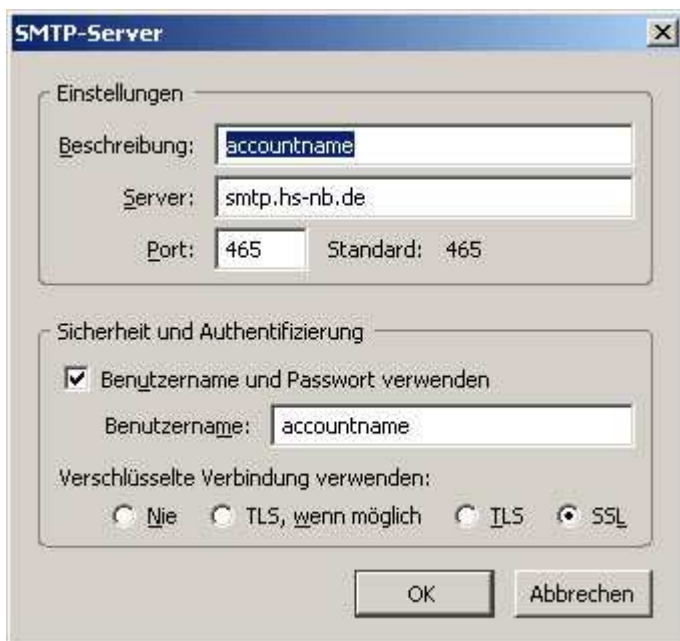 SMTP-Server
Einstellungen
Beschreibung: accountname
Server: smtp.hs-nb.de
Port: 465 Standard: 465
Sicherheit und Authentifizierung
Benutzername und Passwort verwenden
Benutzername: accountname
Verschlüsselte Verbindung verwenden:
Nie TLS, wenn möglich TLS SSL
OK Abbrechen